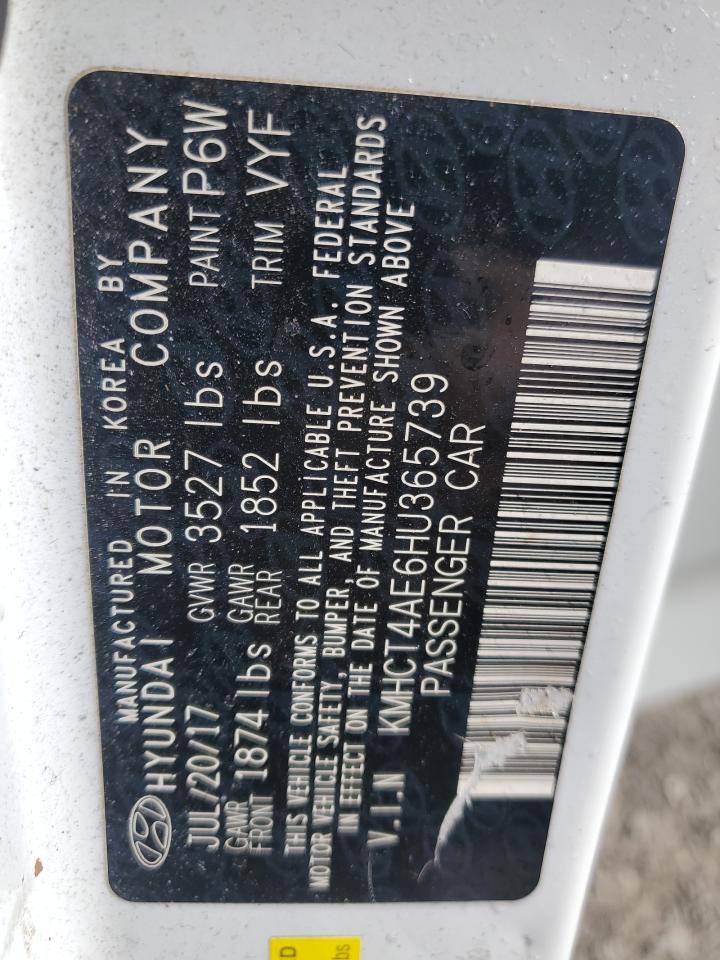 MANUFACTURED IN KOREA BY
HYUNDAI MOTOR COMPANY
JUL/20/17 GVWR 3527 lbs PAINT P6W
GAWR FRONT 1874 lbs GAWR REAR 1852 lbs TRIM VYF
THIS VEHICLE CONFORMS TO ALL APPLICABLE U.S.A. FEDERAL
MOTOR VEHICLE SAFETY, BUMPER, AND THEFT PREVENTION STANDARDS
IN EFFECT ON THE DATE OF MANUFACTURE SHOWN ABOVE
V.I.N KMHCT4AE6HU365739
PASSENGER CAR
D
bs